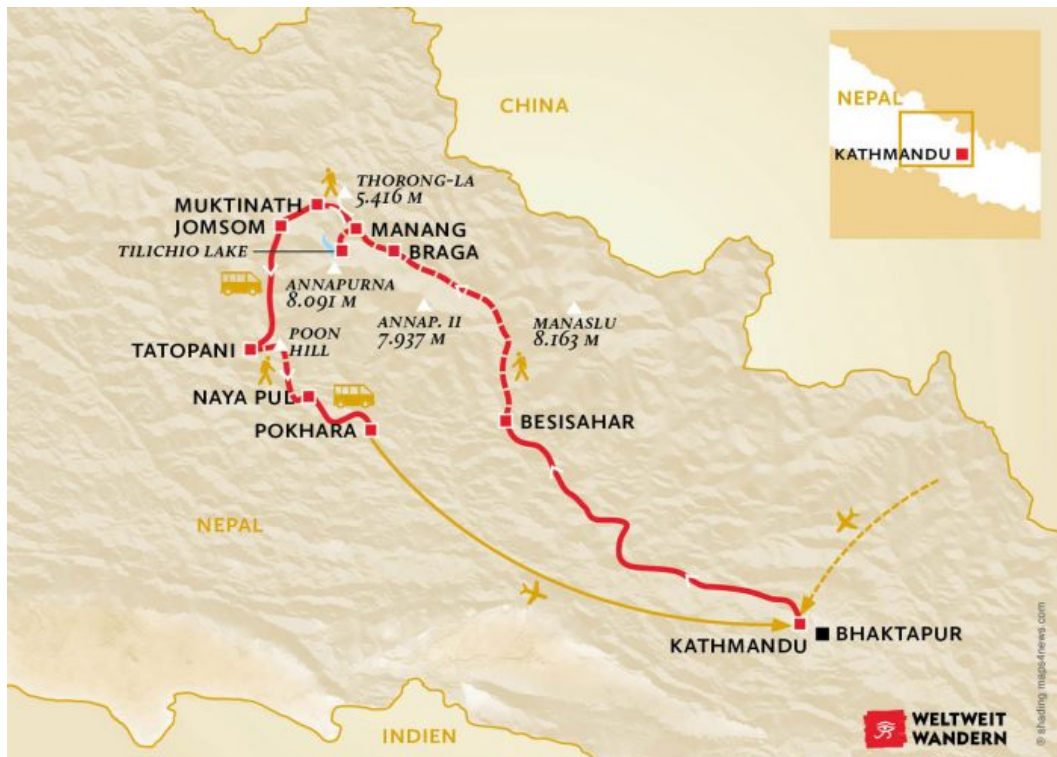 CHINA
NEPAL
KATHMANDU
THORONG-LA
5.416 M
MUKTINATH
JOMSOM
MANANG
TILICHIO LAKE
BRAGA
ANNAPURNA
8.091 M
ANNAP. II
7.937 M
MANASLU
8.163 M
POON
HILL
TATOPANI
NAYA PUL
POKHARA
BESISAHAR
NEPAL
KATHMANDU
BHAKTAPUR
INDIEN
WELTWEIT
WANDERN
© shading maps4news.com